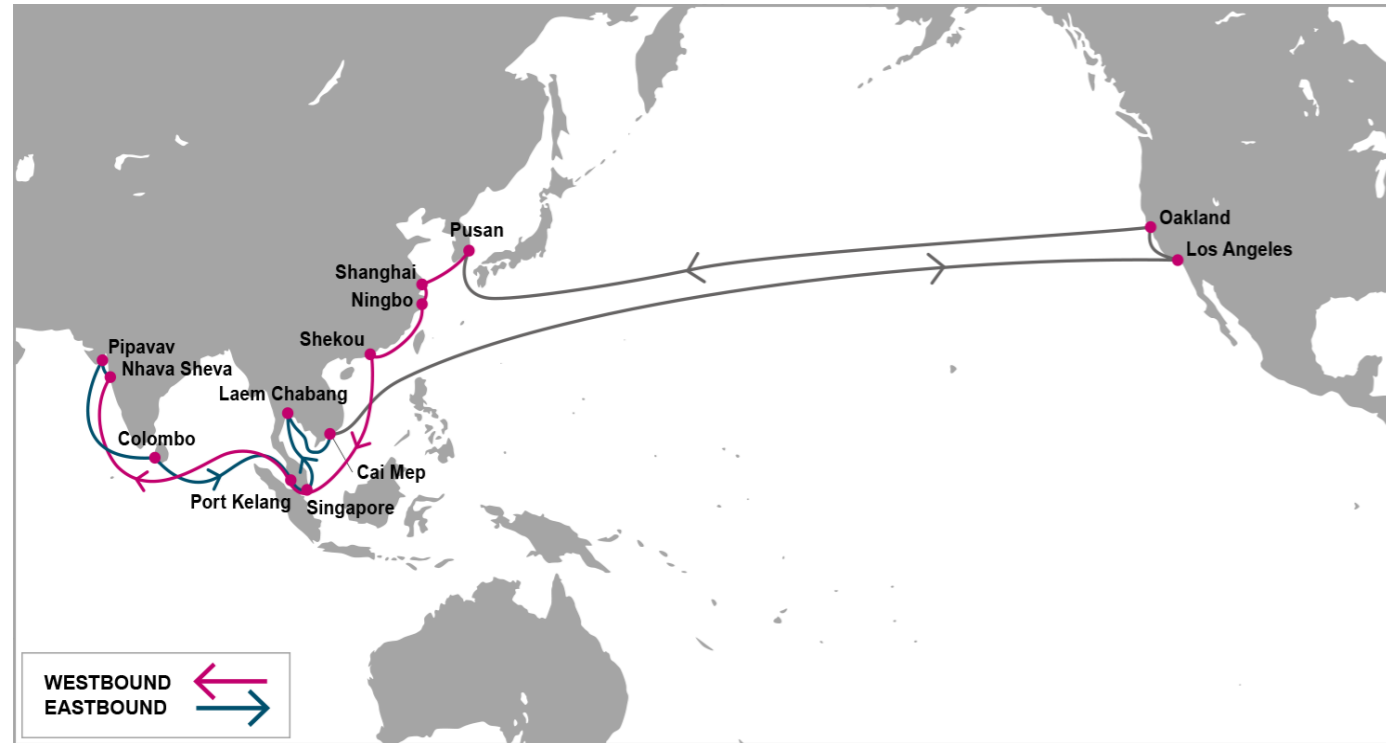 Oakland
Pusan
Los Angeles
Shanghai
Ningbo
Shekou
Pipavav
Nhava Sheva
Laem Chabang
Colombo
Cai Mep
Port Kelang
Singapore
WESTBOUND
EASTBOUND